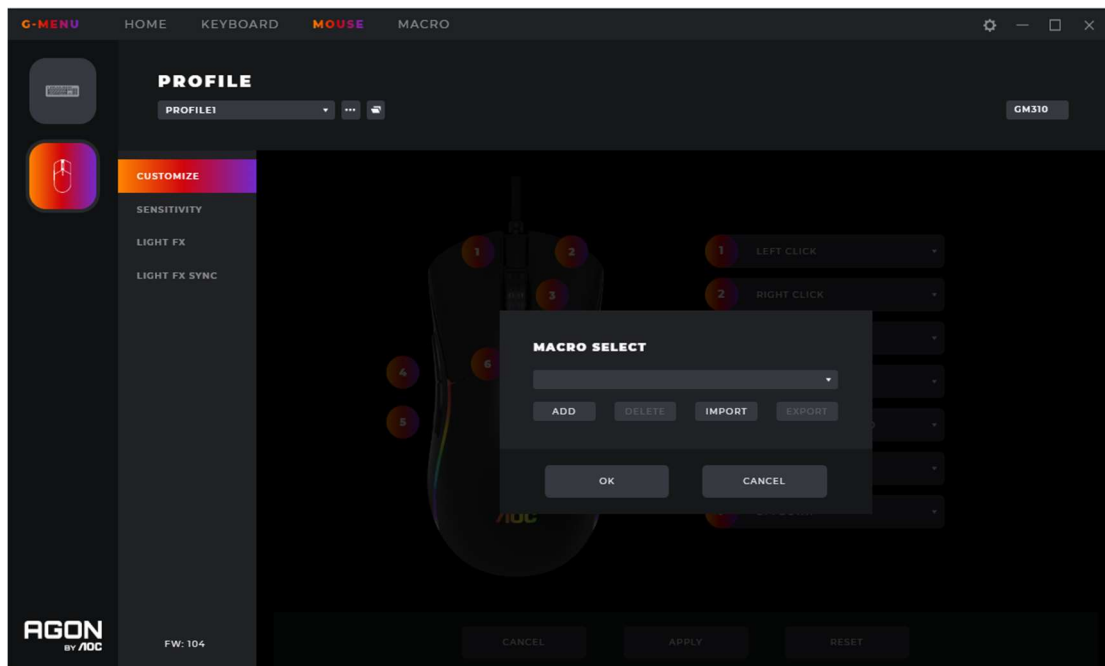 G-MENU HOME KEYBOARD MOUSE MACRO
PROFILE
PROFILE1
GM310
CUSTOMIZE
SENSITIVITY
LIGHT FX
LIGHT FX SYNC
1 2
3
4
5
6
1 LEFT CLICK
2 RIGHT CLICK
MACRO SELECT
ADD DELETE IMPORT EXPORT
OK CANCEL
AOC
CANCEL APPLY RESET
AGON
BY AOC
FW: 104